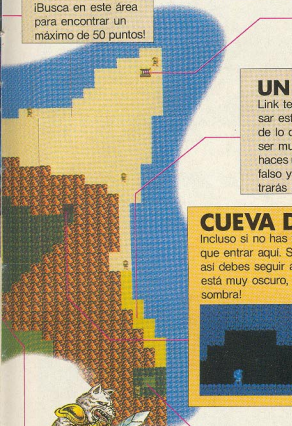 ¡Busca en este área
para encontrar un
máximo de 50 puntos!
UN
Link te
sar est
de lo c
ser mu
haces
falso y
trarás
CUEVA D
Incluso si no has
que entrar aquí. S
así debes seguir a
está muy oscuro,
sombra!